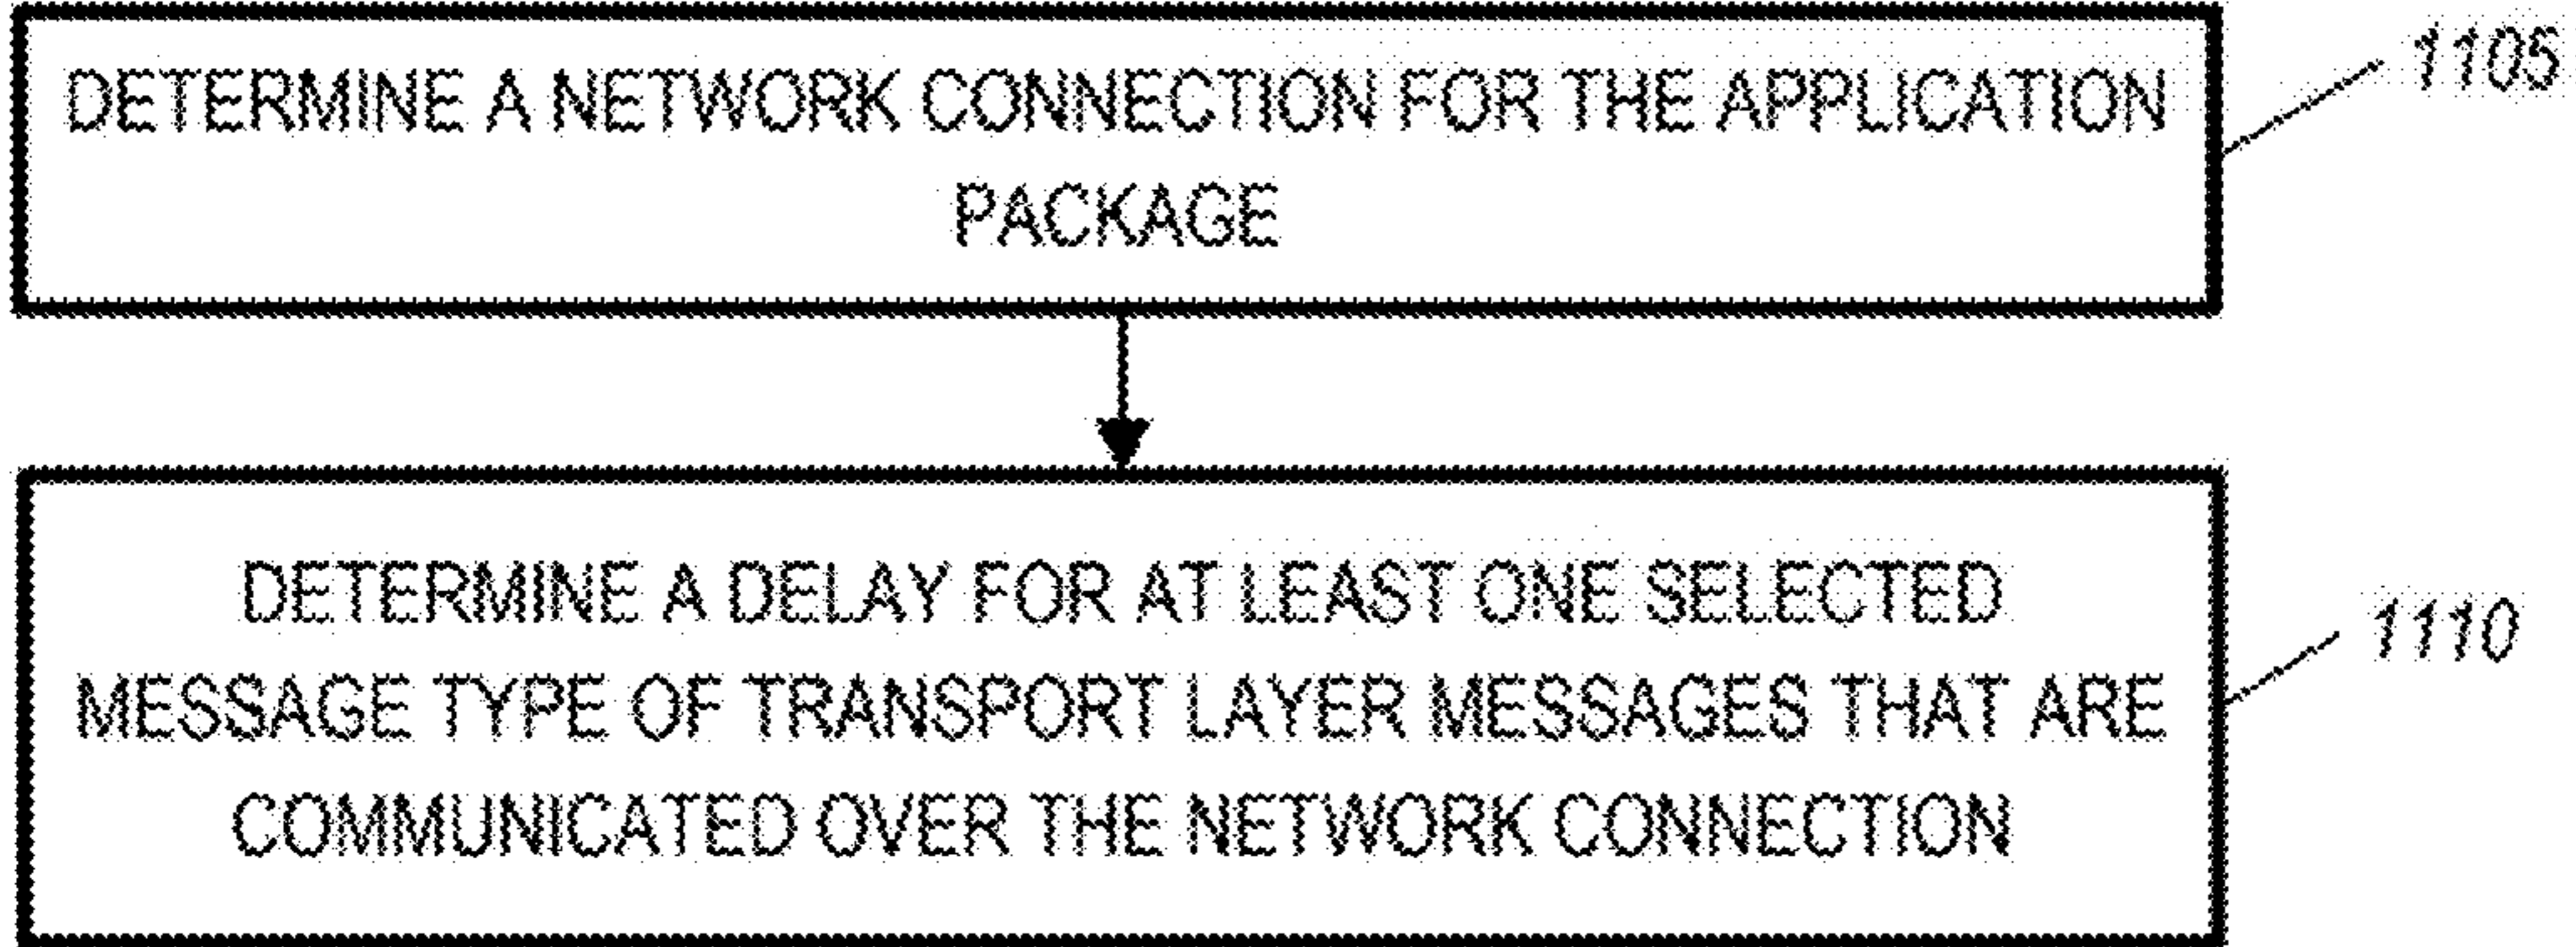 DETERMINE A NETWORK CONNECTION FOR THE APPLICATION
PACKAGE
1105
DETERMINE A DELAY FOR AT LEAST ONE SELECTED
MESSAGE TYPE OF TRANSPORT LAYER MESSAGES THAT ARE
COMMUNICATED OVER THE NETWORK CONNECTION
1110